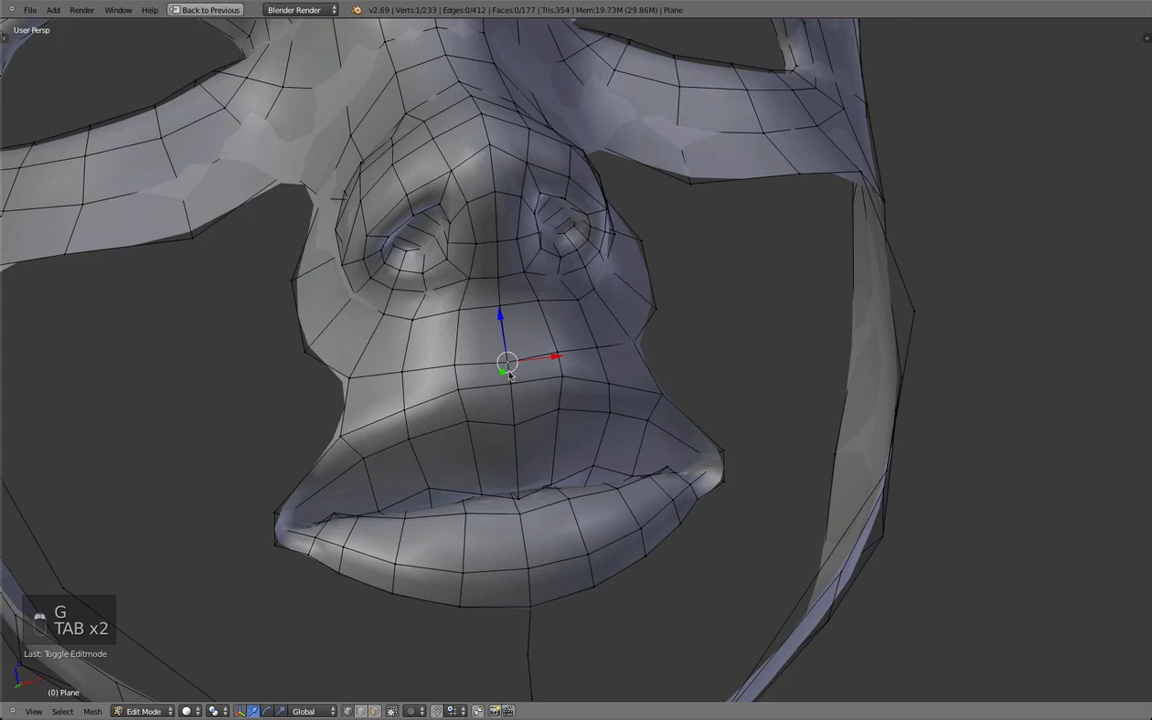 File Add Render Window Help Back to Previous Blender Render v2.69 | Verts:1/233 | Edges:0/412 | Faces:0/177 | Tris:354 | Mem:19.73M (29.86M) | Plane
User Persp
G
TAB x2
Last: Toggle Editmode
(0) Plane
View Select Mesh Edit Mode Global